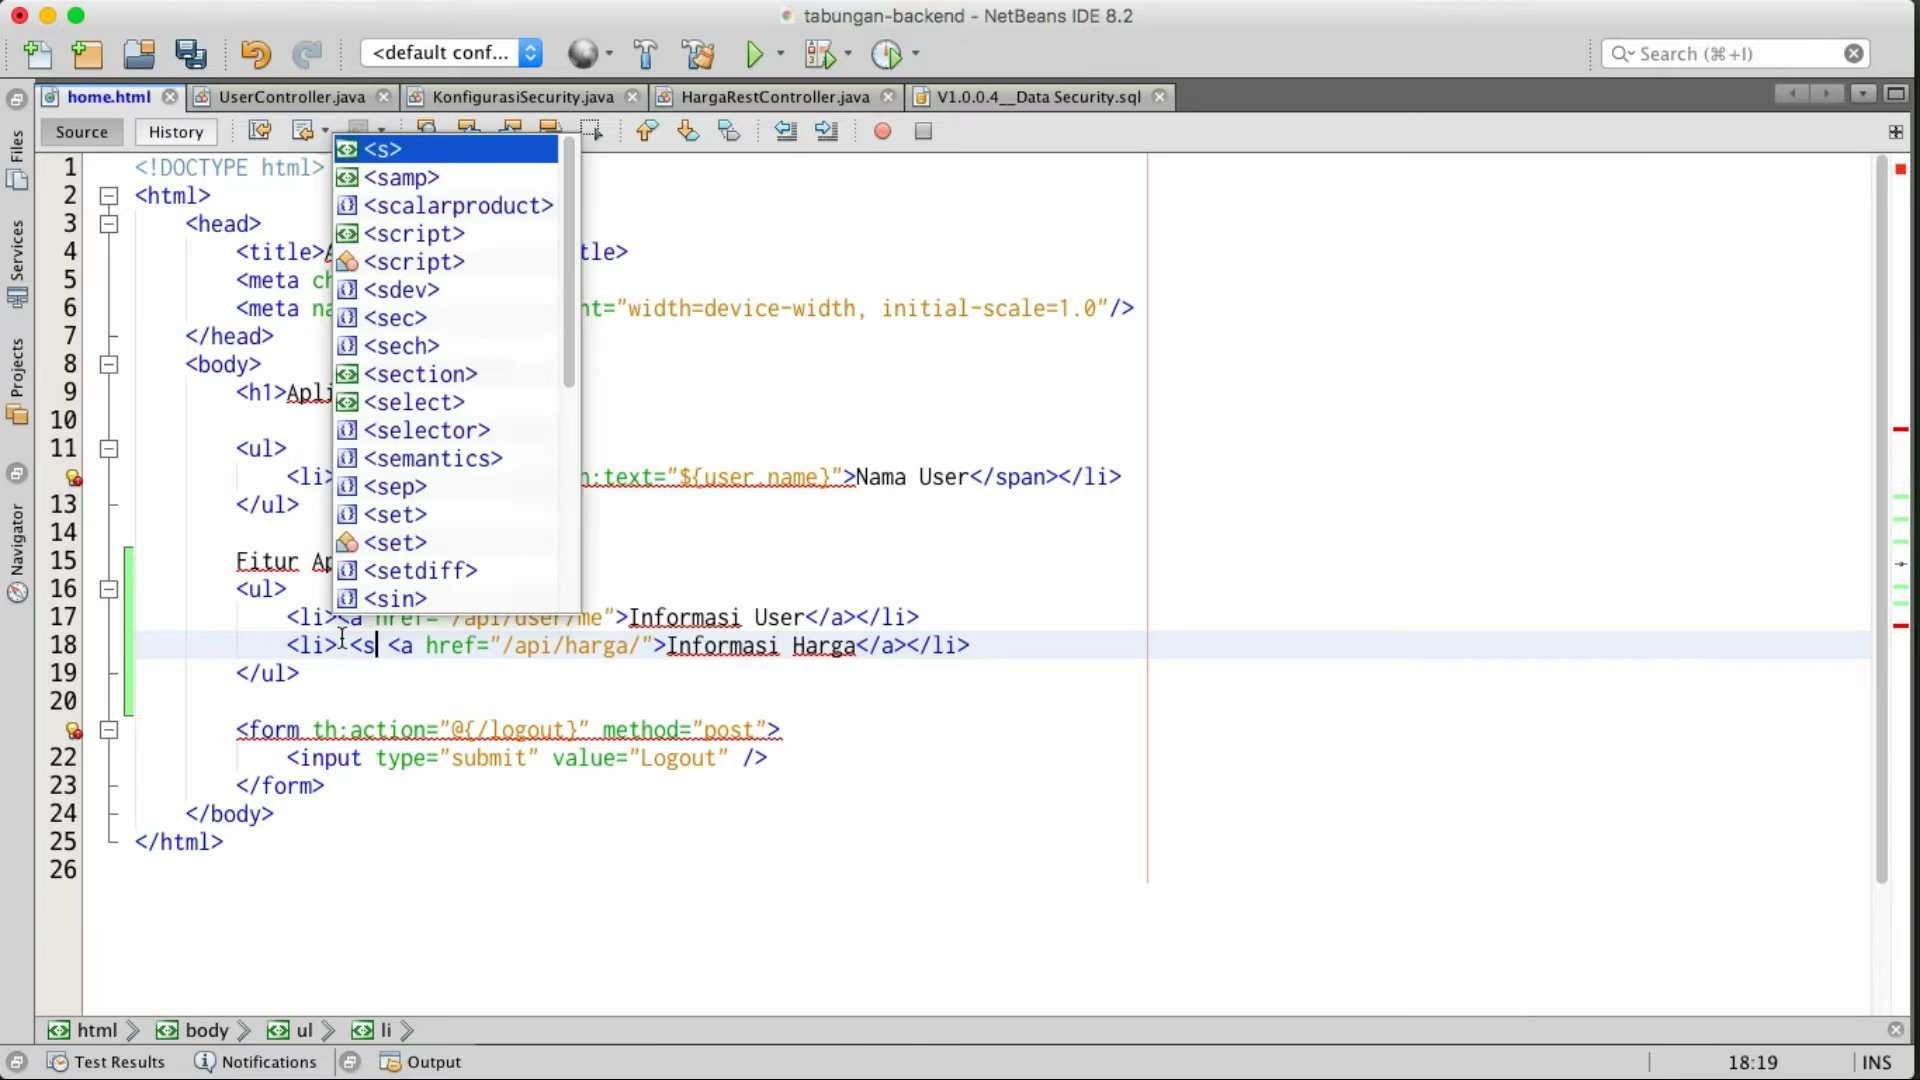 tabungan-backend - NetBeans IDE 8.2
<default conf...
Search (⌘+I)
home.html
UserController.java
KonfigurasiSecurity.java
HargaRestController.java
V1.0.0.4__Data Security.sql
Source
History
Files
Services
Projects
Navigator
<s>
<samp>
<scalarproduct>
<script>
<script>
<sdev>
<sec>
<sech>
<section>
<select>
<selector>
<semantics>
<sep>
<set>
<set>
<setdiff>
<sin>
1 <!DOCTYPE html>
2 <html>
3 <head>
4 <title>A tle>
5 <meta ch
6 <meta na nt="width=device-width, initial-scale=1.0"/>
7 </head>
8 <body>
9 <h1>Apli
10
11 <ul>
<li> h:text="${user.name}">Nama User</span></li>
13 </ul>
14
15 Fitur Ap
16 <ul>
17 <li><a href="/api/user/me">Informasi User</a></li>
18 <li> <s <a href="/api/harga/">Informasi Harga</a></li>
19 </ul>
20
<form th:action="@{/logout}" method="post">
22 <input type="submit" value="Logout" />
23 </form>
24 </body>
25 </html>
26
html
body
ul
li
Test Results
Notifications
Output
18:19
INS